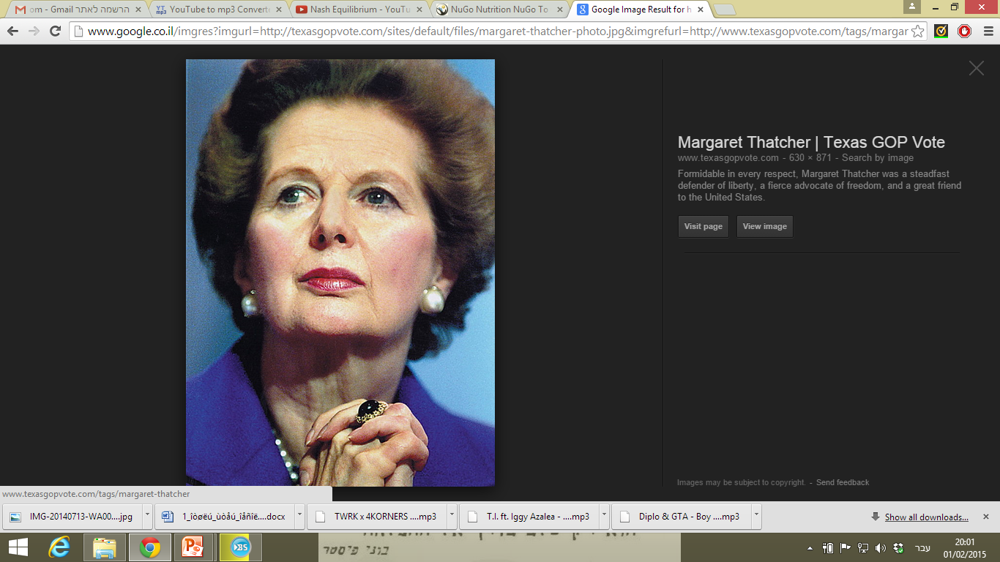 הרשמה לאתר om - Gmail
YouTube to mp3 Converte
Nash Equilibrium - YouTu
NuGo Nutrition NuGo To
Google Image Result for h
www.google.co.il/imgres?imgurl=http://texasgopvote.com/sites/default/files/margaret-thatcher-photo.jpg&imgrefurl=http://www.texasgopvote.com/tags/margar
Margaret Thatcher | Texas GOP Vote
www.texasgopvote.com - 630 × 871 - Search by image
Formidable in every respect, Margaret Thatcher was a steadfast
defender of liberty, a fierce advocate of freedom, and a great friend
to the United States.
Visit page
View image
Images may be subject to copyright. - Send feedback
www.texasgopvote.com/tags/margaret-thatcher
IMG-20140713-WA00....jpg
1_îòøëú_ùòåú_îåñîë....docx
TWRK x 4KORNERS ....mp3
T.I. ft. Iggy Azalea - ....mp3
Diplo & GTA - Boy ....mp3
Show all downloads...
בוני פיסטר
עבר
20:01
01/02/2015